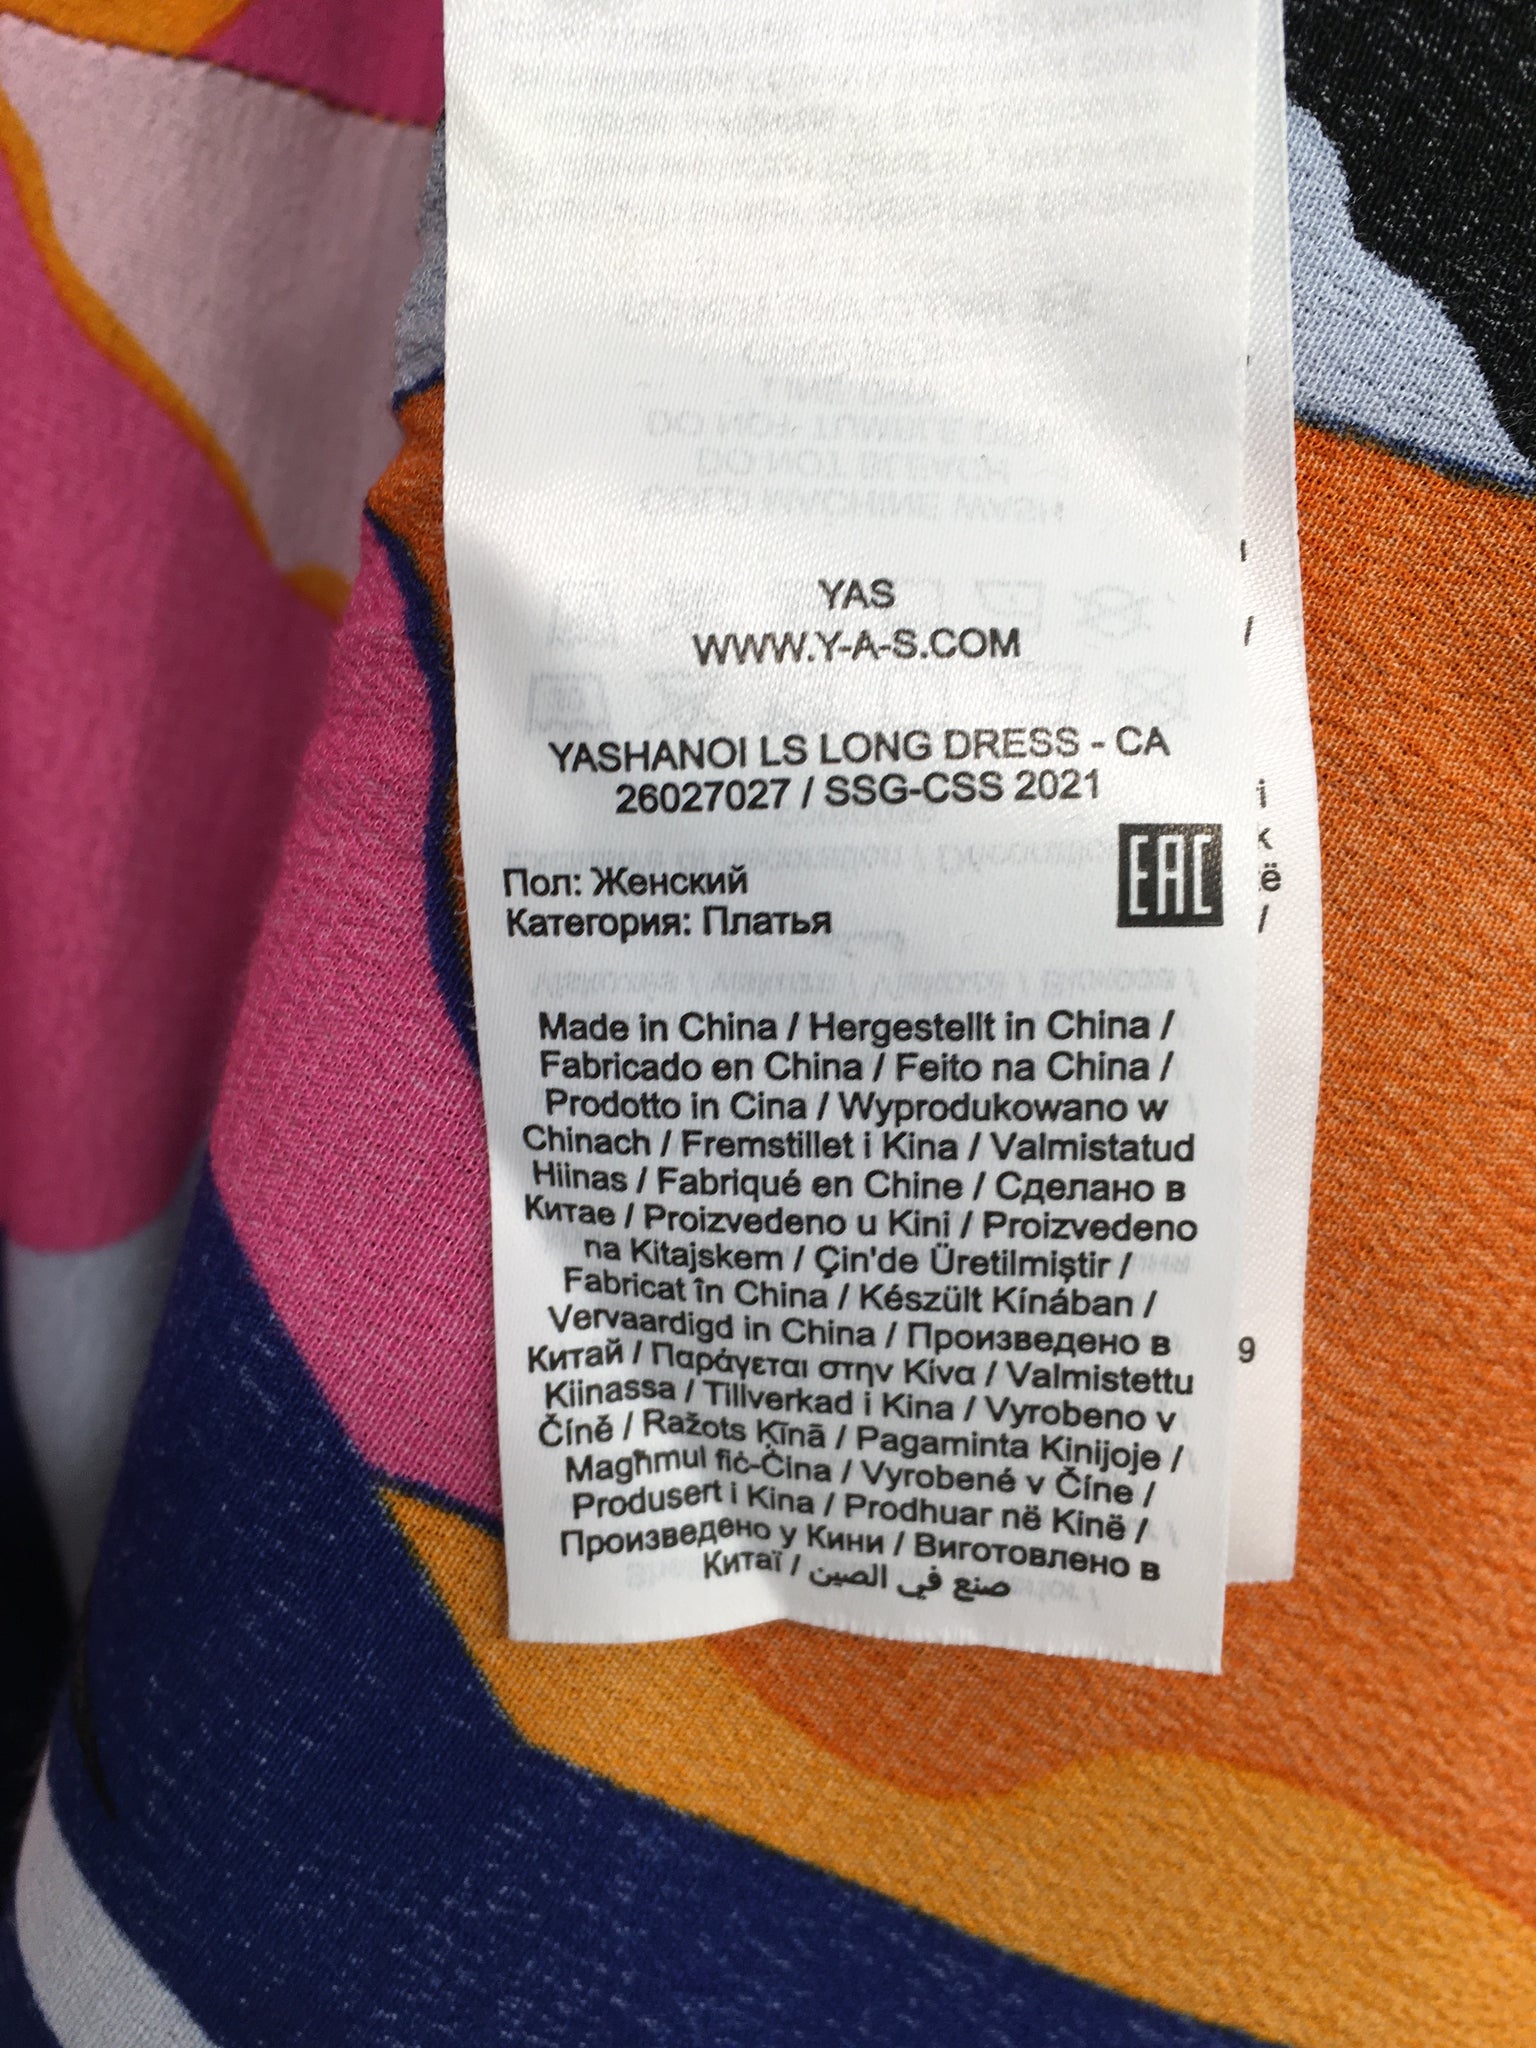 YAS
WWW.Y-A-S.COM
YASHANOI LS LONG DRESS - CA
26027027 / SSG-CSS 2021
EAC
Пол: Женский
Категория: Платья
Made in China / Hergestellt in China /
Fabricado en China / Feito na China /
Prodotto in Cina / Wyprodukowano w
Chinach / Fremstillet i Kina / Valmistatud
Hiinas / Fabriqué en Chine / Сделано в
Китае / Proizvedeno u Kini / Proizvedeno
na Kitajskem / Çin'de Üretilmiştir /
Fabricat în China / Készült Kínában /
Vervaardigd in China / Произведено в
Китай / Παράγεται στην Κίνα / Valmistettu
Kiinassa / Tillverkad i Kina / Vyrobeno v
Číně / Ražots Ķīnā / Pagaminta Kinijoje /
Magħmul fiċ-Ċina / Vyrobené v Číne /
Produsert i Kina / Prodhuar në Kinë /
Произведено у Кини / Виготовлено в
Китаï / صنع في الصين
i
ĸ
ë
/
9